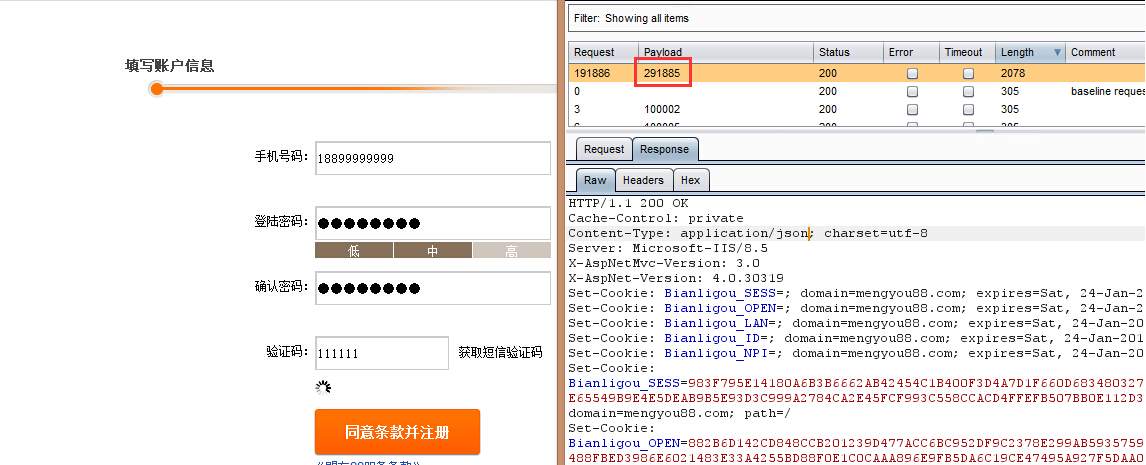 填写账户信息
手机号码：
18899999999
登陆密码：
低 中 高
确认密码：
验证码：
111111
获取短信验证码
同意条款并注册
Filter: Showing all items
Request Payload Status Error Timeout Length Comment
191886 291885 200 2078
0 200 305 baseline reques
3 100002 200 305
Request Response
Raw Headers Hex
HTTP/1.1 200 OK
Cache-Control: private
Content-Type: application/json; charset=utf-8
Server: Microsoft-IIS/8.5
X-AspNetMvc-Version: 3.0
X-AspNet-Version: 4.0.30319
Set-Cookie: Bianligou_SESS=; domain=mengyou88.com; expires=Sat, 24-Jan-2
Set-Cookie: Bianligou_OPEN=; domain=mengyou88.com; expires=Sat, 24-Jan-2
Set-Cookie: Bianligou_LAN=; domain=mengyou88.com; expires=Sat, 24-Jan-20
Set-Cookie: Bianligou_ID=; domain=mengyou88.com; expires=Sat, 24-Jan-201
Set-Cookie: Bianligou_NPI=; domain=mengyou88.com; expires=Sat, 24-Jan-20
Set-Cookie:
Bianligou_SESS=983F795E14180A6B3B6662AB42454C1B400F3D4A7D1F660D683480327
E65549B9E4E5DEAB9B5E93D3C999A2784CA2E45FCF993C558CCACD4FFEFB507BB0E112D3
domain=mengyou88.com; path=/
Set-Cookie:
Bianligou_OPEN=882B6D142CD848CCB201239D477ACC6BC952DF9C2378E299AB5935759
488FBED3986E6021483E33A4255BD88F0E1C0CAAA896E9FB5DA6C19CE47495A927F5DAA0